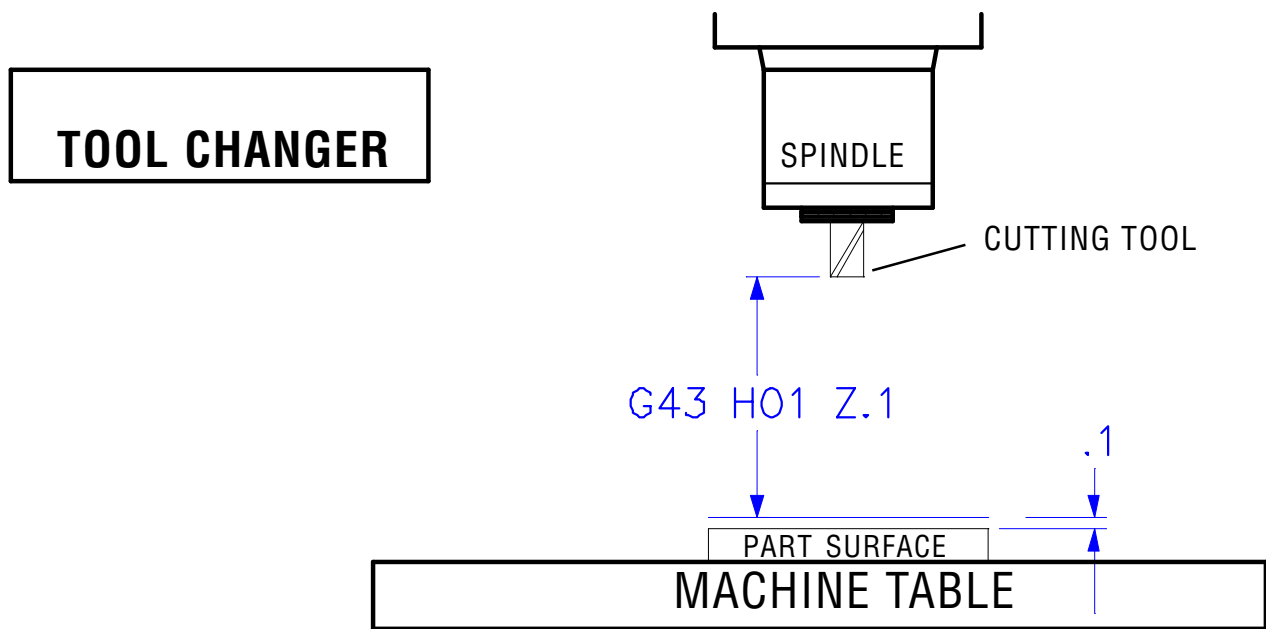 TOOL CHANGER
SPINDLE
CUTTING TOOL
G43 H01 Z.1
.1
PART SURFACE
MACHINE TABLE